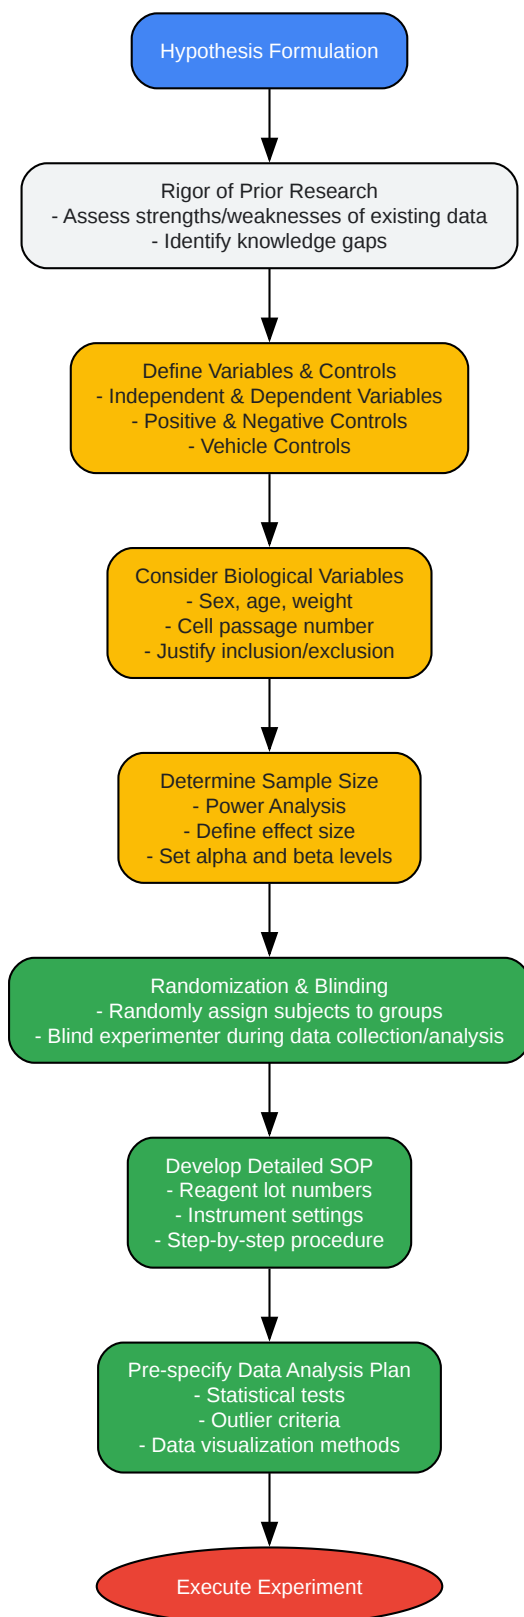 Hypothesis Formulation
Rigor of Prior Research
- Assess strengths/weaknesses of existing data
- Identify knowledge gaps
Define Variables & Controls
- Independent & Dependent Variables
- Positive & Negative Controls
- Vehicle Controls
Consider Biological Variables
- Sex, age, weight
- Cell passage number
- Justify inclusion/exclusion
Determine Sample Size
- Power Analysis
- Define effect size
- Set alpha and beta levels
Randomization & Blinding
- Randomly assign subjects to groups
- Blind experimenter during data collection/analysis
Develop Detailed SOP
- Reagent lot numbers
- Instrument settings
- Step-by-step procedure
Pre-specify Data Analysis Plan
- Statistical tests
- Outlier criteria
- Data visualization methods
Execute Experiment